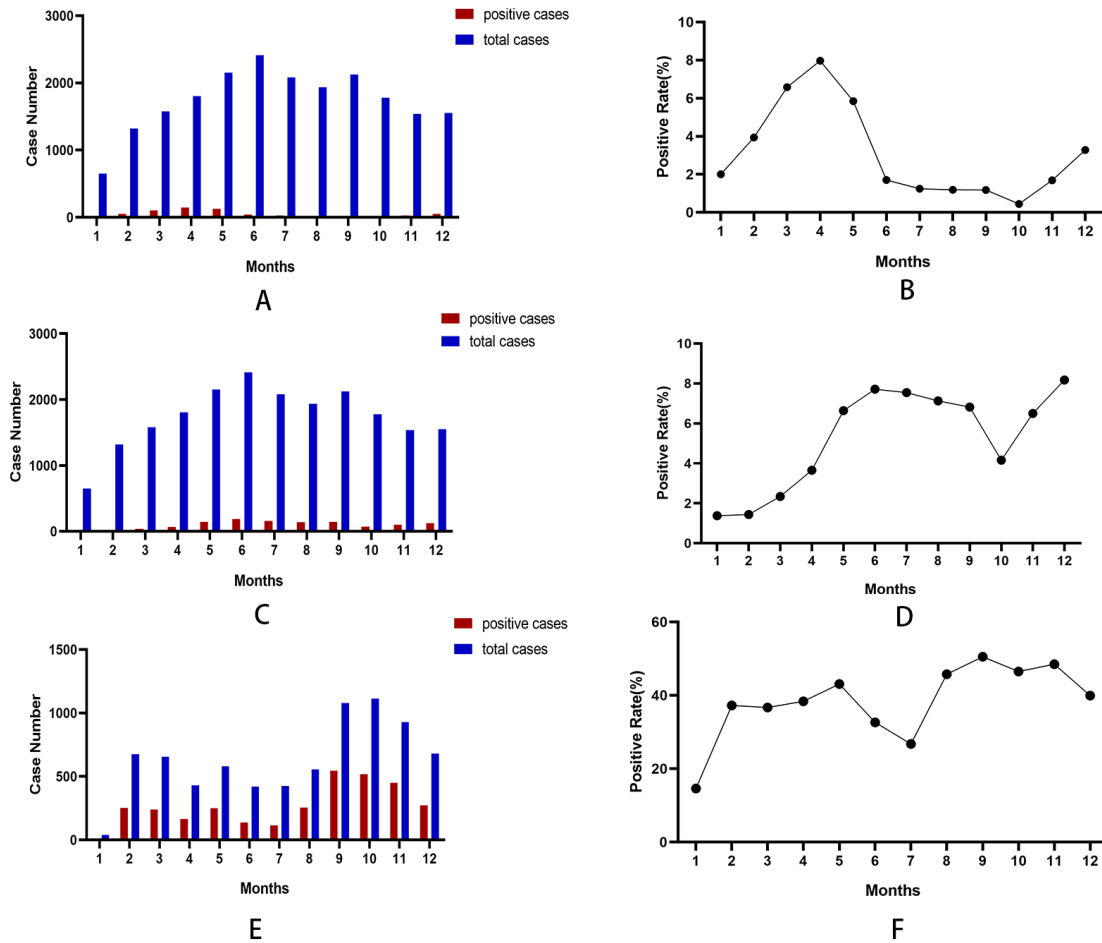 positive cases
total cases
3000
2000
1000
0
Case Number
1 2 3 4 5 6 7 8 9 10 11 12
Months
A
10
8
6
4
2
0
Positive Rate(%)
1 2 3 4 5 6 7 8 9 10 11 12
Months
B
positive cases
total cases
3000
2000
1000
0
Case Number
1 2 3 4 5 6 7 8 9 10 11 12
Months
C
10
8
6
4
2
0
Positive Rate(%)
1 2 3 4 5 6 7 8 9 10 11 12
Months
D
positive cases
total cases
1500
1000
500
0
Case Number
1 2 3 4 5 6 7 8 9 10 11 12
Months
E
60
40
20
0
Positive Rate(%)
1 2 3 4 5 6 7 8 9 10 11 12
Months
F